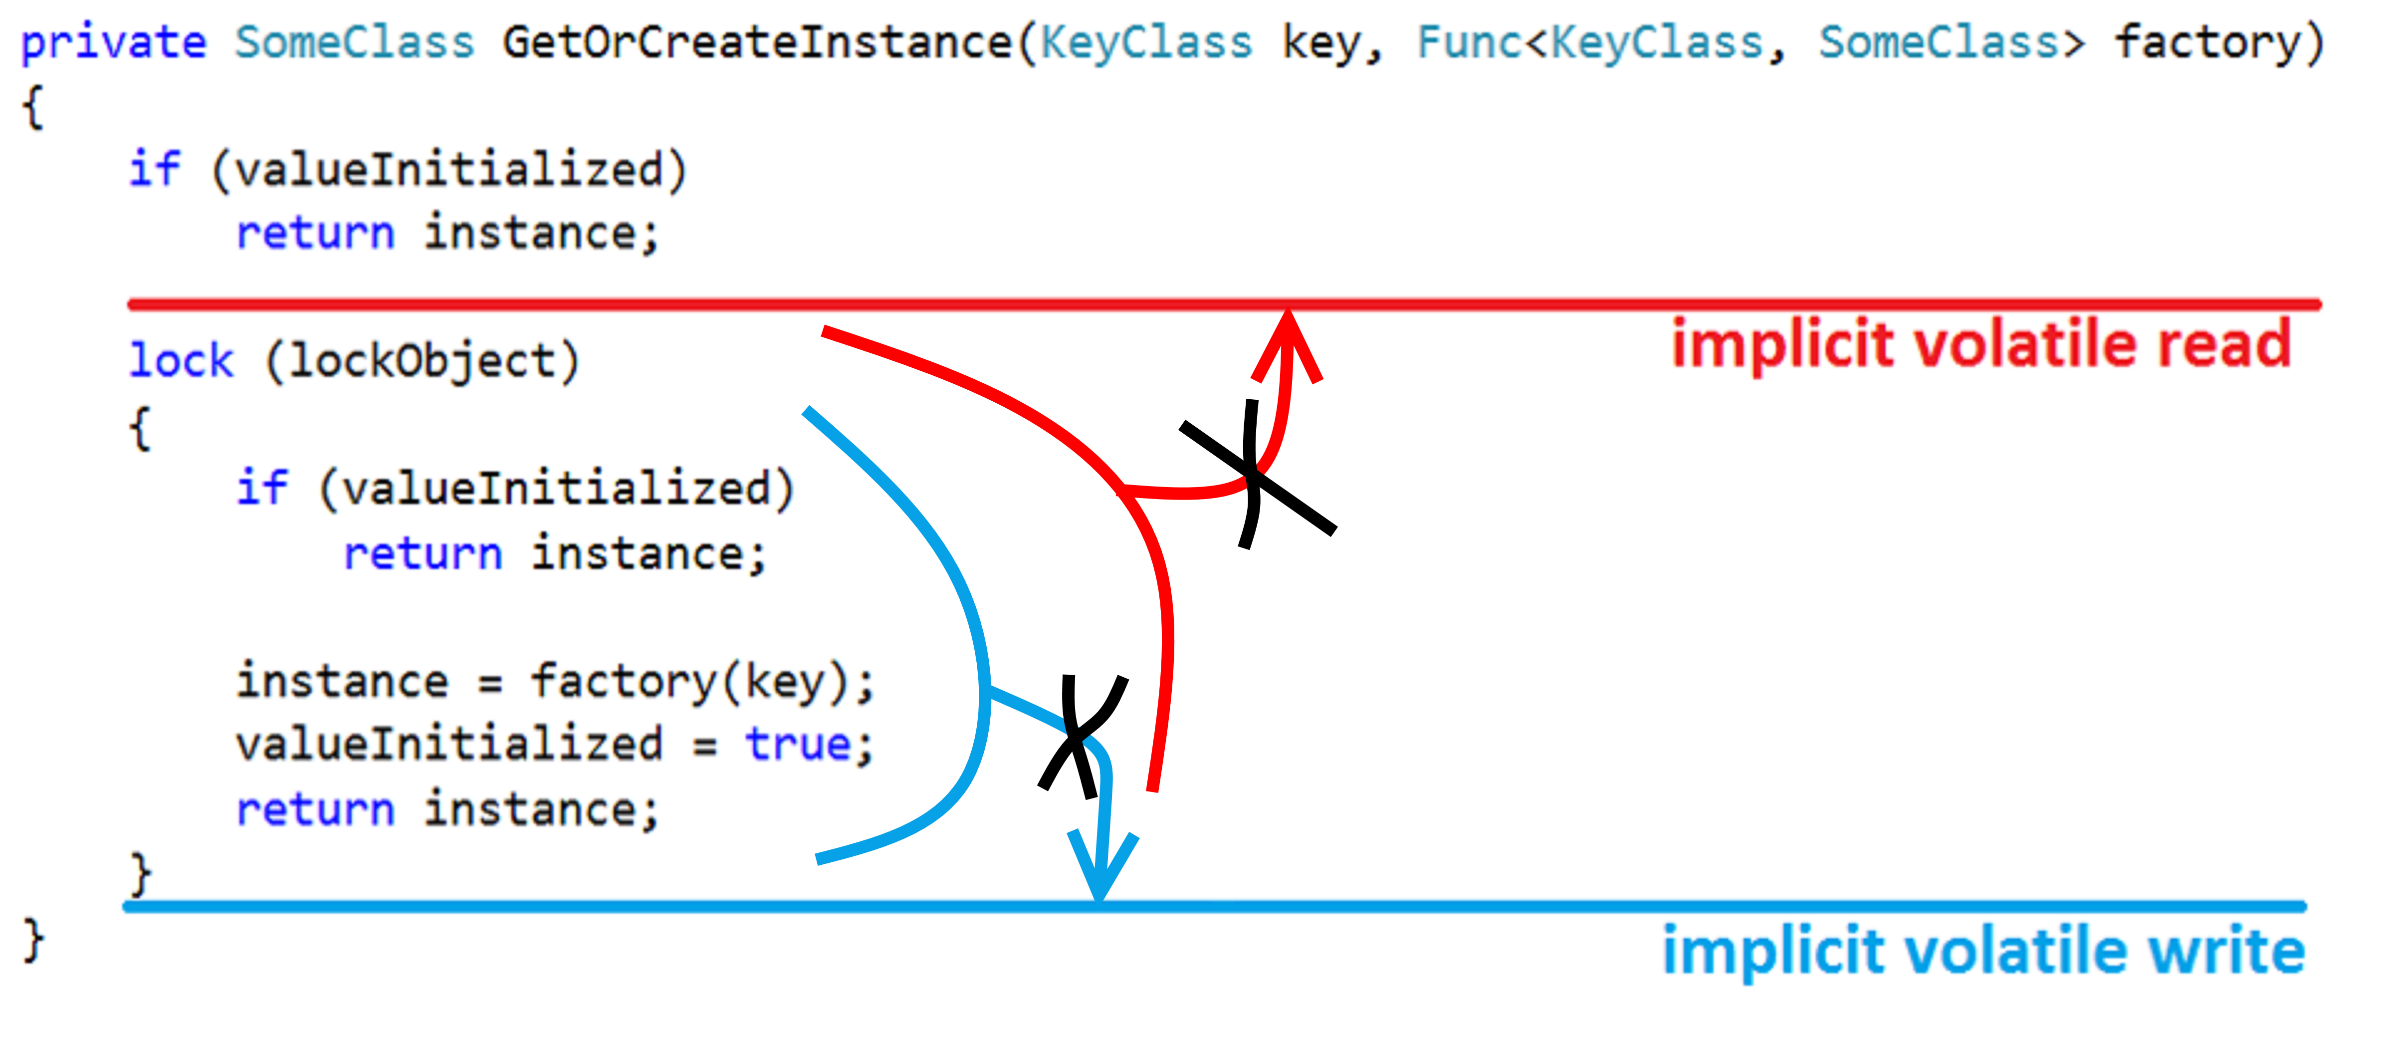 private SomeClass GetOrCreateInstance(KeyClass key, Func<KeyClass, SomeClass> factory)
{
if (valueInitialized)
return instance;
implicit volatile read
lock (lockObject)
{
if (valueInitialized)
return instance;
instance = factory(key);
valueInitialized = true;
return instance;
}
}
implicit volatile write